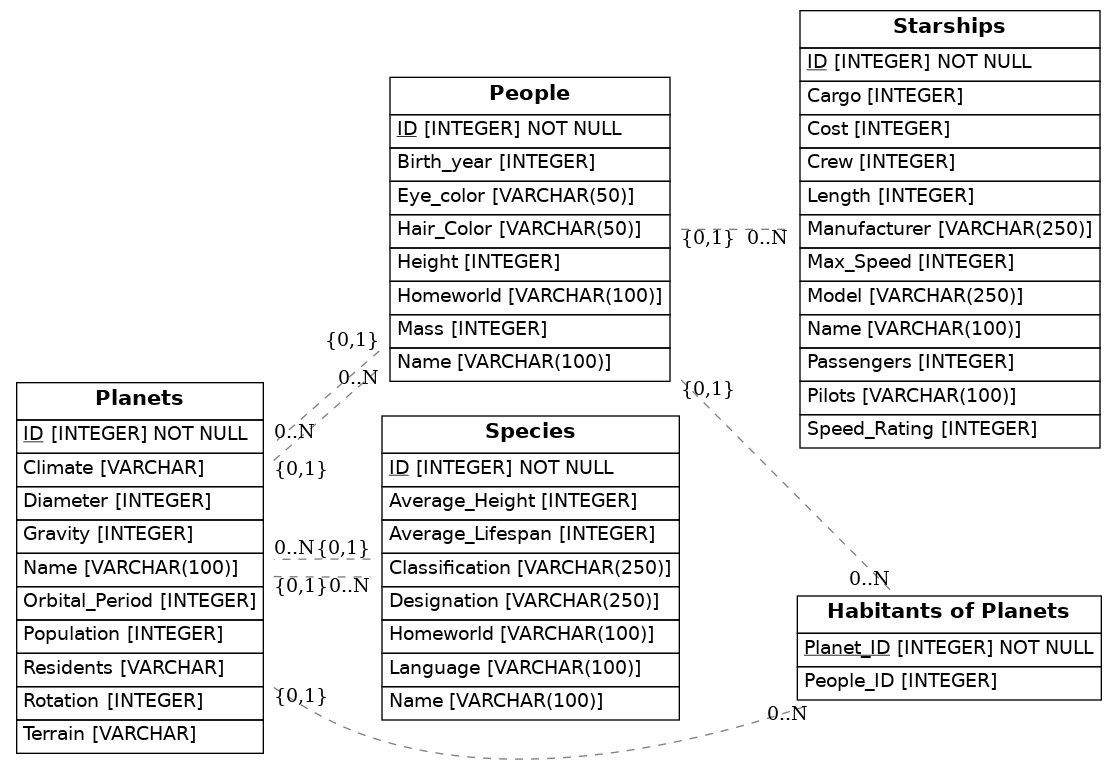 Starships
ID [INTEGER] NOT NULL
Cargo [INTEGER]
Cost [INTEGER]
Crew [INTEGER]
Length [INTEGER]
Manufacturer [VARCHAR(250)]
Max_Speed [INTEGER]
Model [VARCHAR(250)]
Name [VARCHAR(100)]
Passengers [INTEGER]
Pilots [VARCHAR(100)]
Speed_Rating [INTEGER]
People
ID [INTEGER] NOT NULL
Birth_year [INTEGER]
Eye_color [VARCHAR(50)]
Hair_Color [VARCHAR(50)]
Height [INTEGER]
Homeworld [VARCHAR(100)]
Mass [INTEGER]
Name [VARCHAR(100)]
{0,1} 0..N
{0,1}
0..N
{0,1}
0..N
{0,1}
Planets
ID [INTEGER] NOT NULL
Climate [VARCHAR]
Diameter [INTEGER]
Gravity [INTEGER]
Name [VARCHAR(100)]
Orbital_Period [INTEGER]
Population [INTEGER]
Residents [VARCHAR]
Rotation [INTEGER]
Terrain [VARCHAR]
Species
ID [INTEGER] NOT NULL
Average_Height [INTEGER]
Average_Lifespan [INTEGER]
Classification [VARCHAR(250)]
Designation [VARCHAR(250)]
Homeworld [VARCHAR(100)]
Language [VARCHAR(100)]
Name [VARCHAR(100)]
0..N{0,1}
{0,1}0..N
0..N
Habitants of Planets
Planet_ID [INTEGER] NOT NULL
People_ID [INTEGER]
{0,1}
0..N